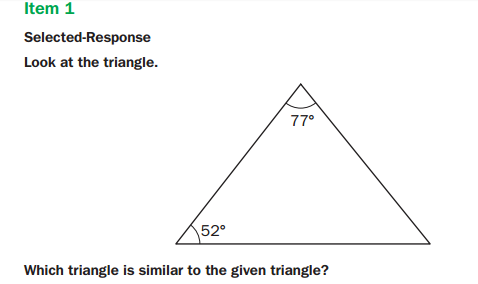 Item 1
Selected-Response
Look at the triangle.
77°
52°
Which triangle is similar to the given triangle?